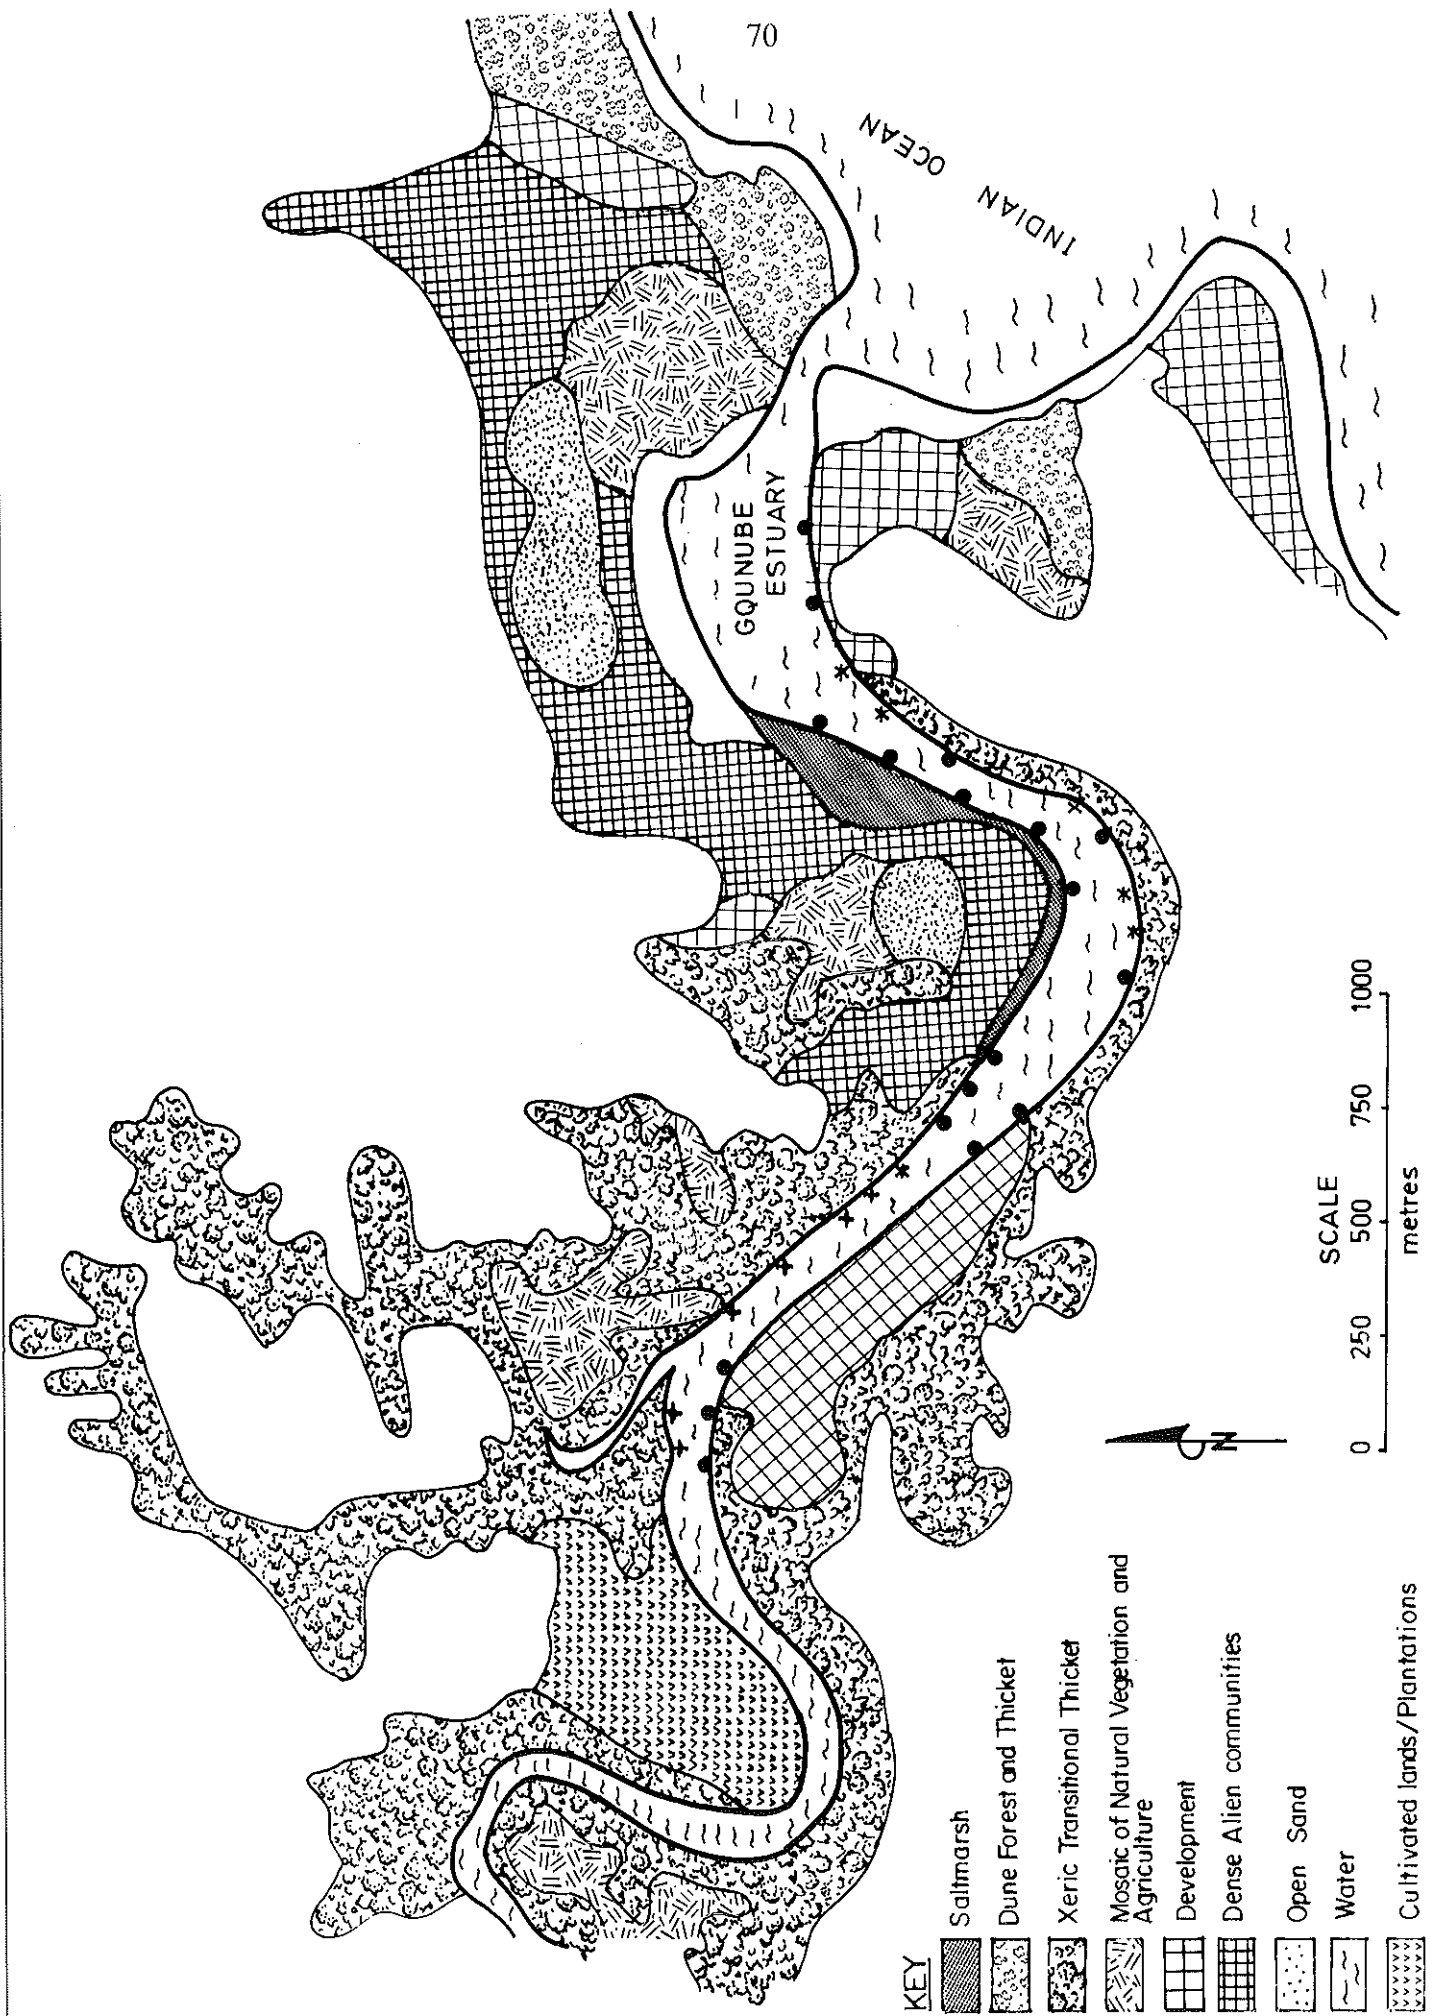 70
INDIAN OCEAN
GQUNUBE
ESTUARY
N
SCALE
0 250 500 750 1000
metres
KEY
Saltmarsh
Dune Forest and Thicket
Xeric Transitional Thicket
Mosaic of Natural Vegetation and
Agriculture
Development
Dense Alien communities
Open Sand
Water
Cultivated lands/Plantations